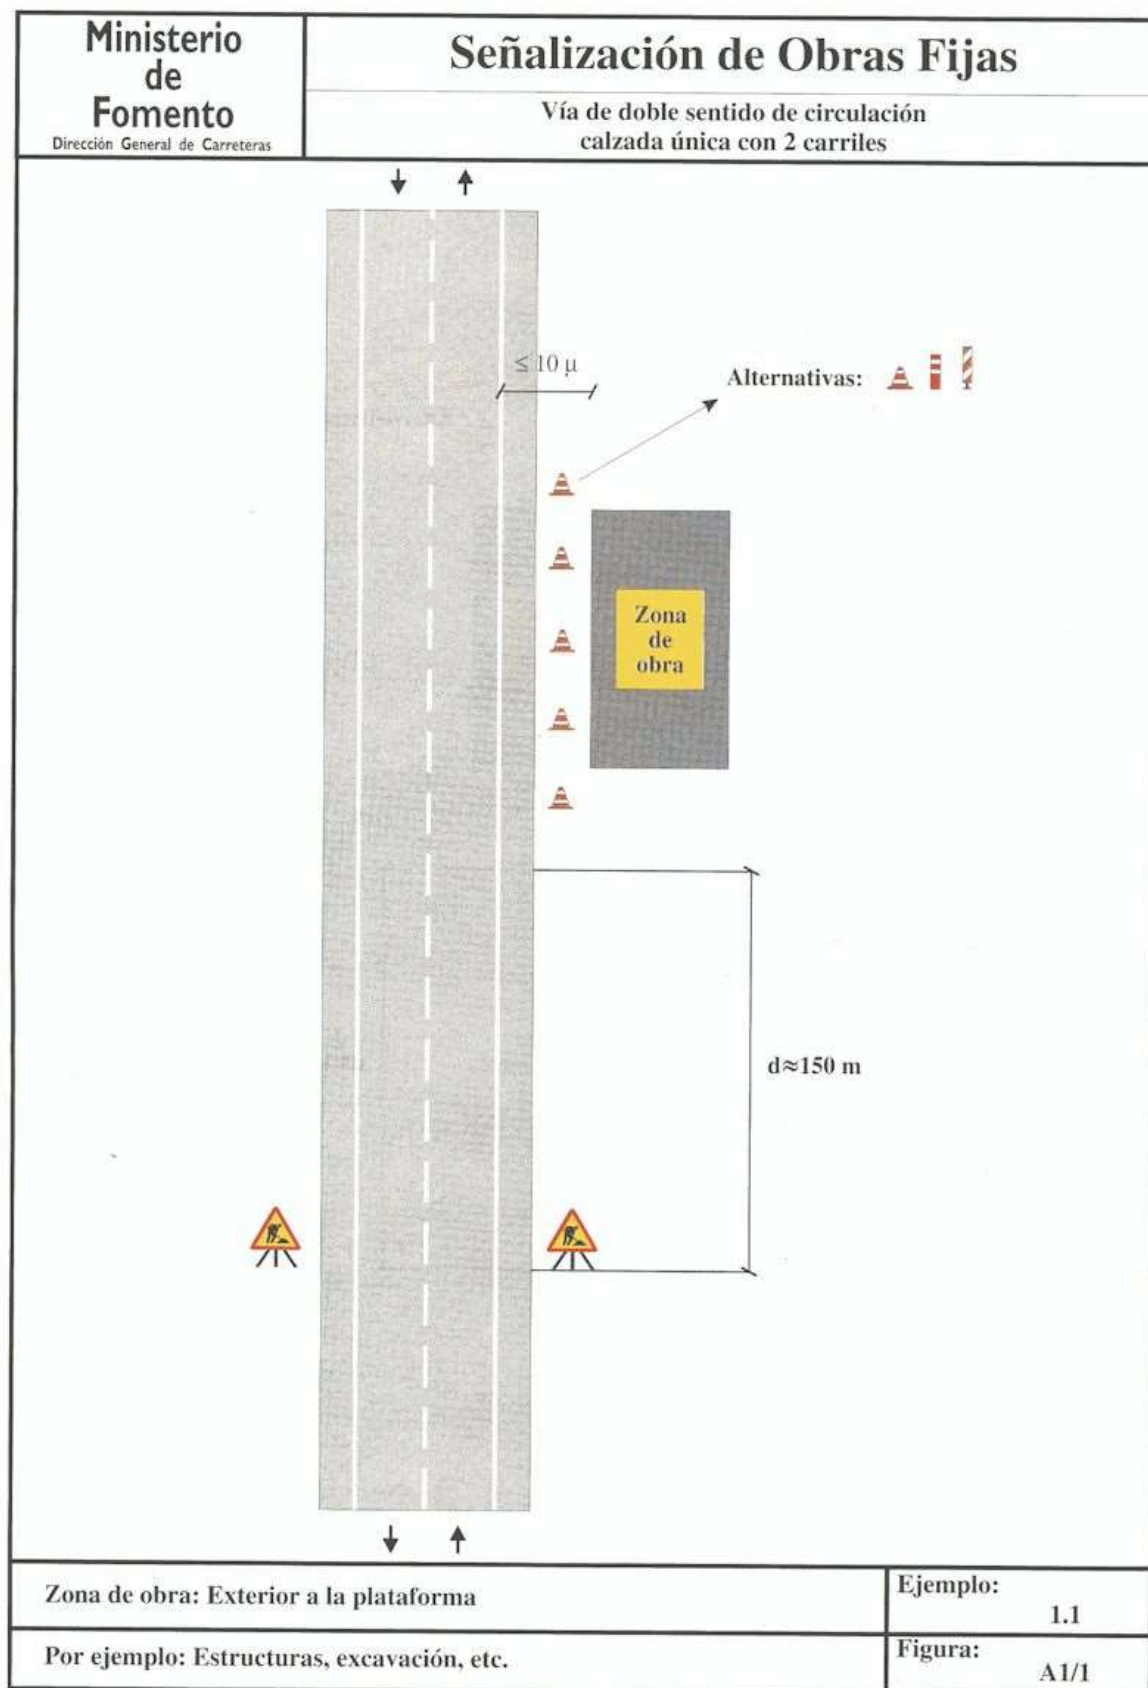 Ministerio
de
Fomento
Dirección General de Carreteras
Señalización de Obras Fijas
Vía de doble sentido de circulación
calzada única con 2 carriles
≤ 10 μ
Alternativas:
Zona
de
obra
d≈150 m
Zona de obra: Exterior a la plataforma
Ejemplo:
1.1
Por ejemplo: Estructuras, excavación, etc.
Figura:
A1/1